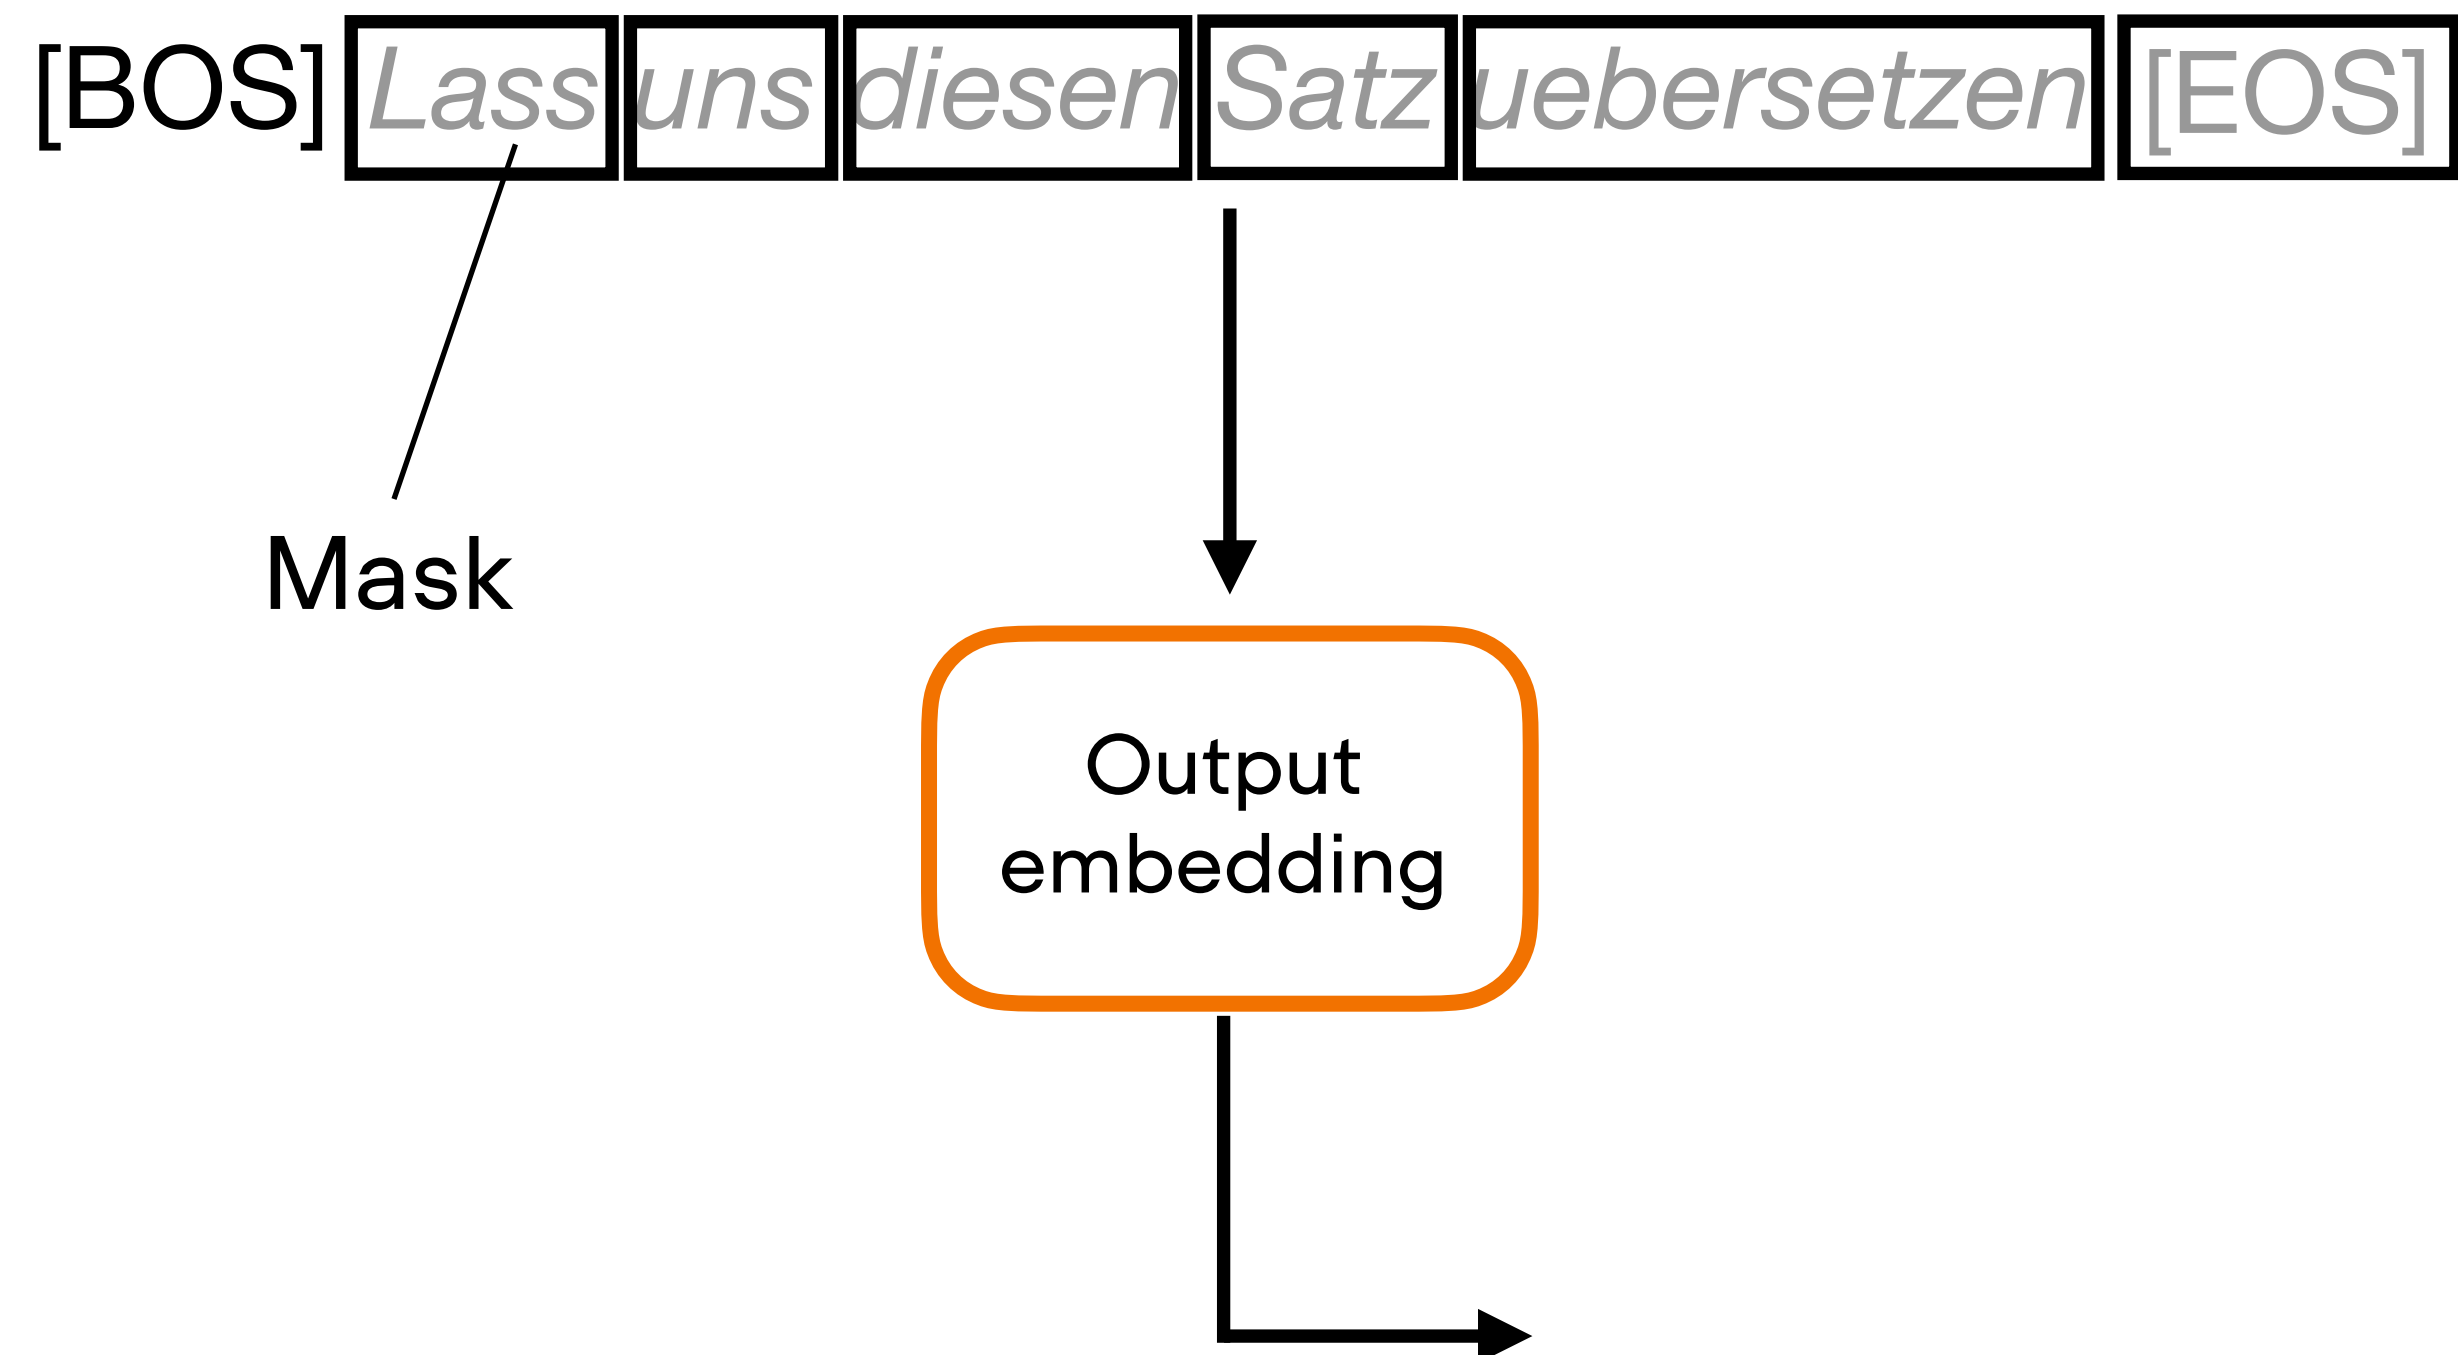 [BOS] Lass uns diesen Satz uebersetzen [EOS]
Mask
Output
embedding